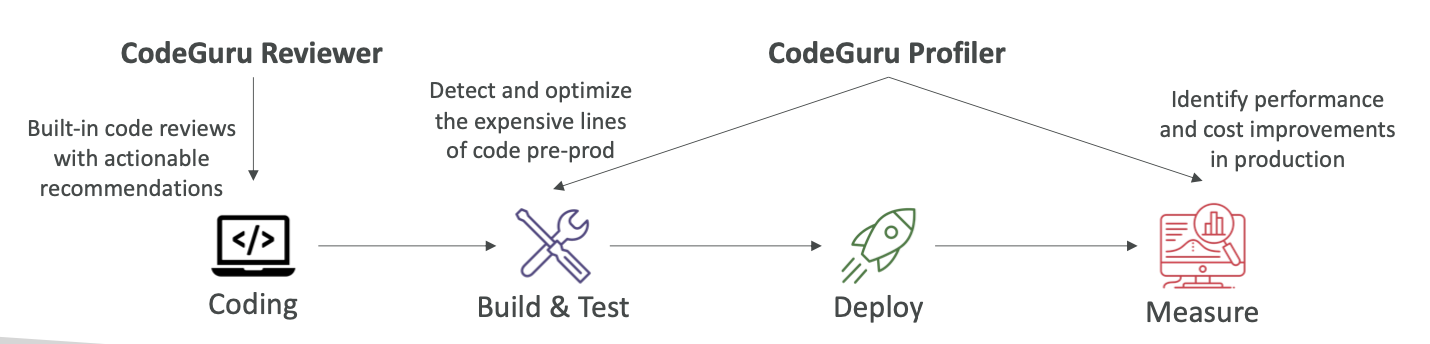 CodeGuru Reviewer
CodeGuru Profiler
Built-in code reviews
with actionable
recommendations
Detect and optimize
the expensive lines
of code pre-prod
Identify performance
and cost improvements
in production
</>
Coding
Build & Test
Deploy
Measure